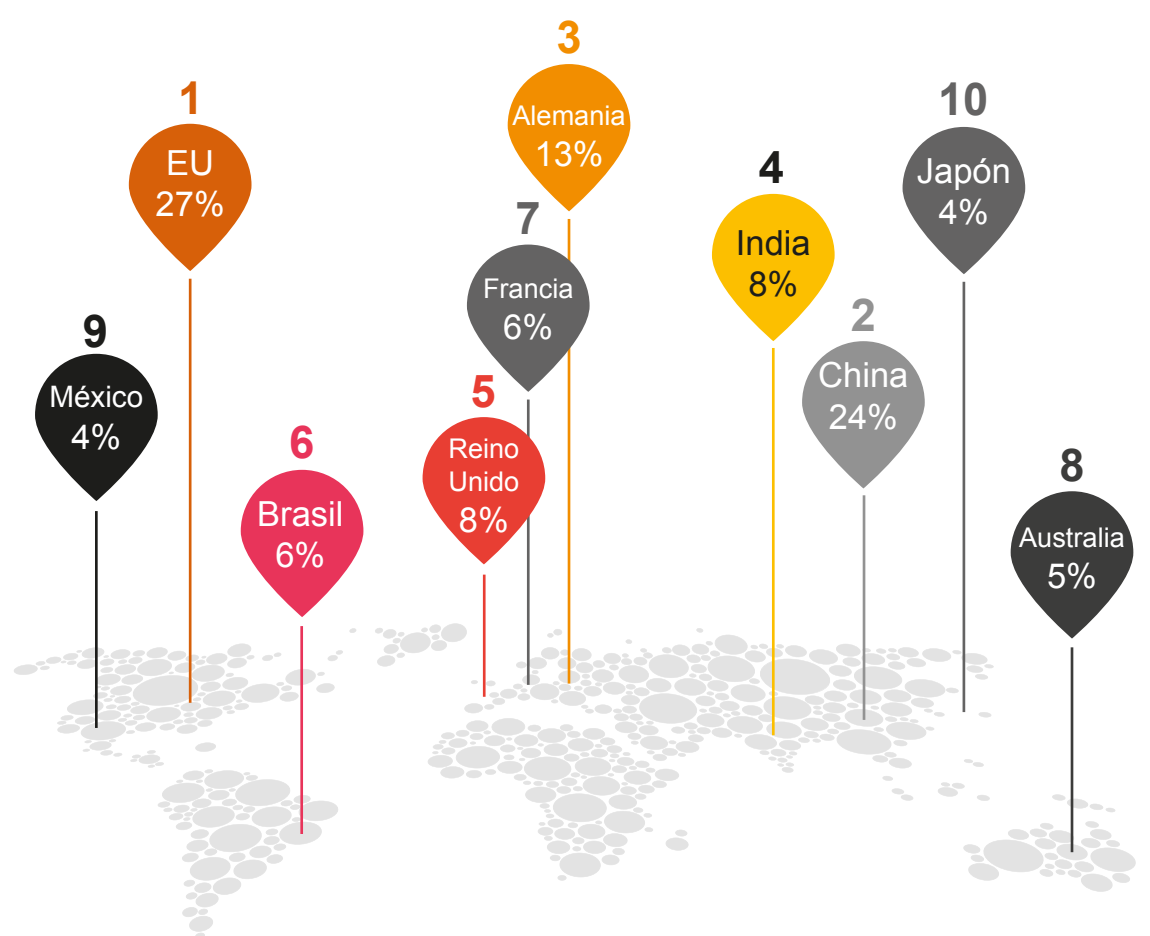 1
EU
27%
2
China
24%
3
Alemania
13%
4
India
8%
5
Reino
Unido
8%
6
Brasil
6%
7
Francia
6%
8
Australia
5%
9
México
4%
10
Japón
4%